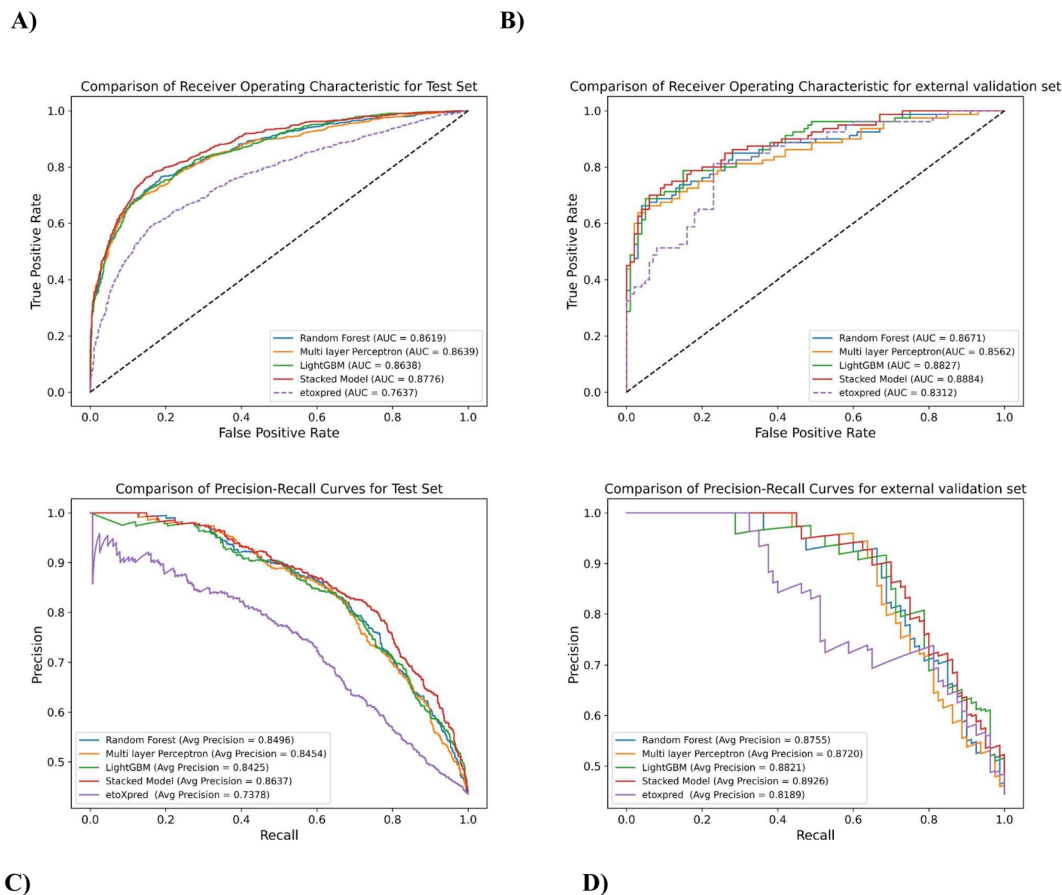 A)
B)
Comparison of Receiver Operating Characteristic for Test Set
1.0
0.8
0.6
0.4
0.2
0.0
True Positive Rate
0.0 0.2 0.4 0.6 0.8 1.0
False Positive Rate
Random Forest (AUC = 0.8619)
Multi layer Perceptron (AUC = 0.8639)
LightGBM (AUC = 0.8638)
Stacked Model (AUC = 0.8776)
etoxpred (AUC = 0.7637)
Comparison of Receiver Operating Characteristic for external validation set
1.0
0.8
0.6
0.4
0.2
0.0
True Positive Rate
0.0 0.2 0.4 0.6 0.8 1.0
False Positive Rate
Random Forest (AUC = 0.8671)
Multi layer Perceptron(AUC = 0.8562)
LightGBM (AUC = 0.8827)
Stacked Model (AUC = 0.8884)
etoxpred (AUC = 0.8312)
Comparison of Precision-Recall Curves for Test Set
1.0
0.9
0.8
0.7
0.6
0.5
Precision
0.0 0.2 0.4 0.6 0.8 1.0
Recall
Random Forest (Avg Precision = 0.8496)
Multi layer Perceptron (Avg Precision = 0.8454)
LightGBM (Avg Precision = 0.8425)
Stacked Model (Avg Precision = 0.8637)
etoXpred (Avg Precision = 0.7378)
Comparison of Precision-Recall Curves for external validation set
1.0
0.9
0.8
0.7
0.6
0.5
Precision
0.0 0.2 0.4 0.6 0.8 1.0
Recall
Random Forest (Avg Precision = 0.8755)
Multi layer Perceptron (Avg Precision = 0.8720)
LightGBM (Avg Precision = 0.8821)
Stacked Model (Avg Precision = 0.8926)
etoxpred (Avg Precision = 0.8189)
C)
D)